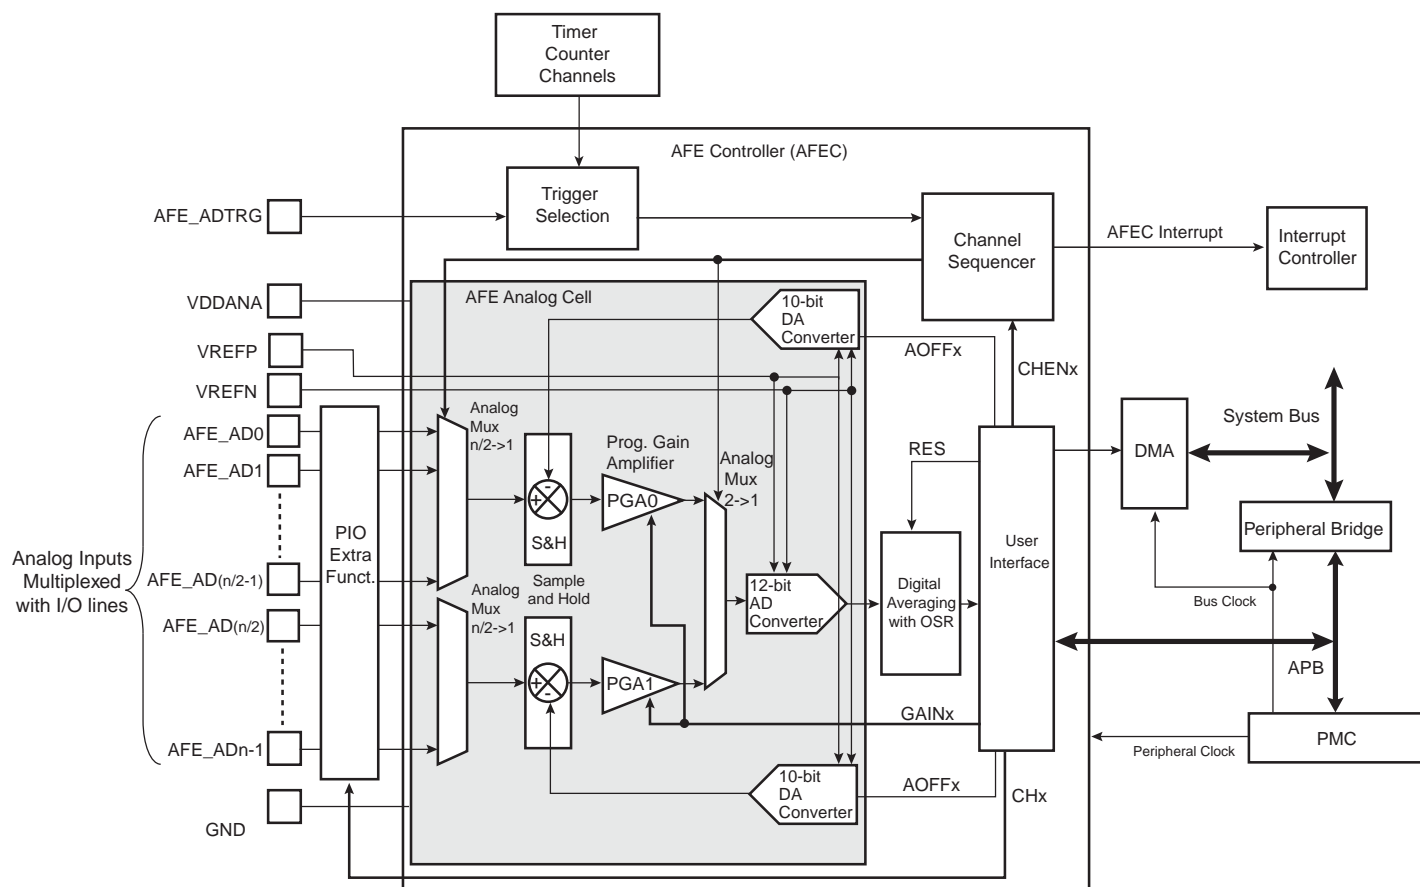 Timer
Counter
Channels
AFE Controller (AFEC)
Trigger
Selection
AFE_ADTRG
Channel
Sequencer
AFEC Interrupt
Interrupt
Controller
VDDANA
AFE Analog Cell
10-bit
DA
Converter
VREFP
AOFFx
CHENx
VREFN
Analog
Mux
n/2->1
AFE_AD0
AFE_AD1
Prog. Gain
Amplifier
Analog
Mux
2->1
RES
DMA
System Bus
-
+
PGA0
S&H
PIO
Extra
Funct.
User
Interface
Peripheral Bridge
Analog Inputs
Multiplexed
with I/O lines
AFE_AD(n/2-1)
AFE_AD(n/2)
Analog
Mux
n/2->1
Sample
and Hold
12-bit
AD
Converter
Digital
Averaging
with OSR
Bus Clock
S&H
+
-
PGA1
APB
GAINx
AFE_ADn-1
Peripheral Clock
PMC
10-bit
DA
Converter
AOFFx
CHx
GND